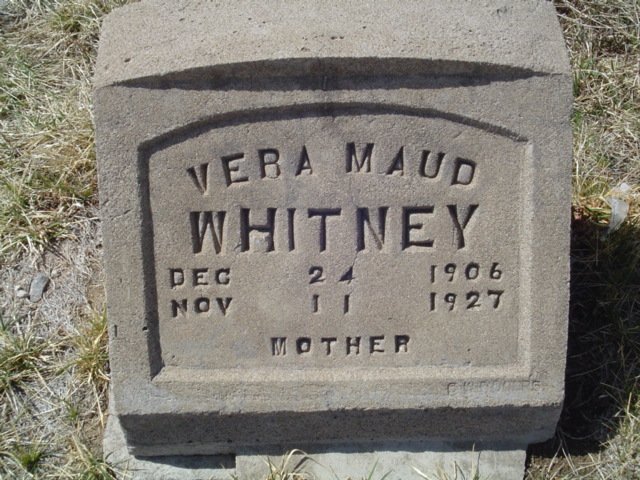 VERA MAUD
WHITNEY
DEC 24 1906
NOV 11 1927
MOTHER